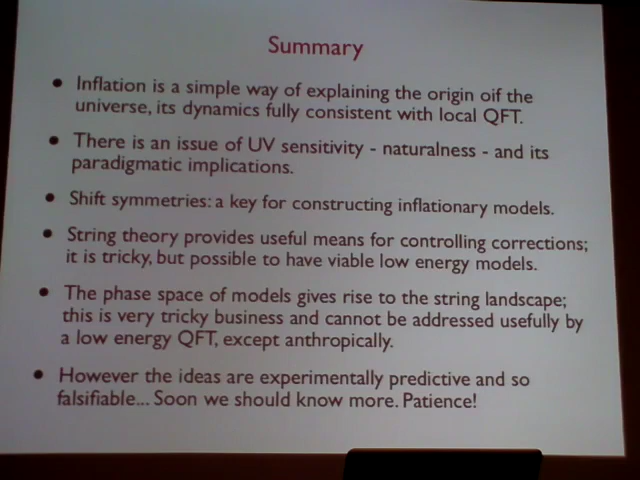 Summary
• Inflation is a simple way of explaining the origin oif the
universe, its dynamics fully consistent with local QFT.
• There is an issue of UV sensitivity - naturalness - and its
paradigmatic implications.
• Shift symmetries: a key for constructing inflationary models.
• String theory provides useful means for controlling corrections;
it is tricky, but possible to have viable low energy models.
• The phase space of models gives rise to the string landscape;
this is very tricky business and cannot be addressed usefully by
a low energy QFT, except anthropically.
• However the ideas are experimentally predictive and so
falsifiable... Soon we should know more. Patience!